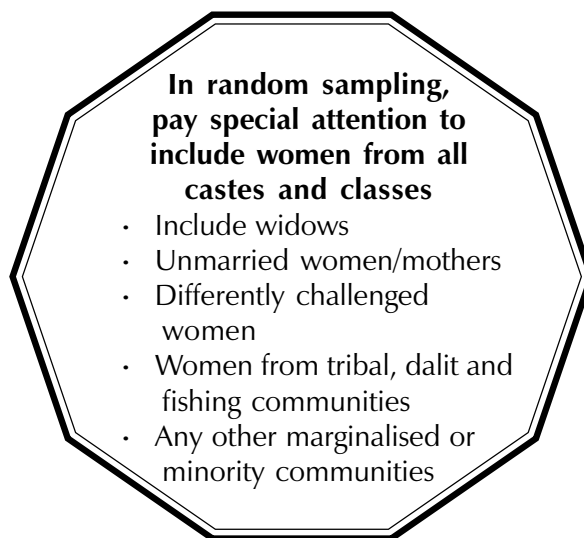 In random sampling,
pay special attention to
include women from all
castes and classes
· Include widows
· Unmarried women/mothers
· Differently challenged
women
· Women from tribal, dalit and
fishing communities
· Any other marginalised or
minority communities